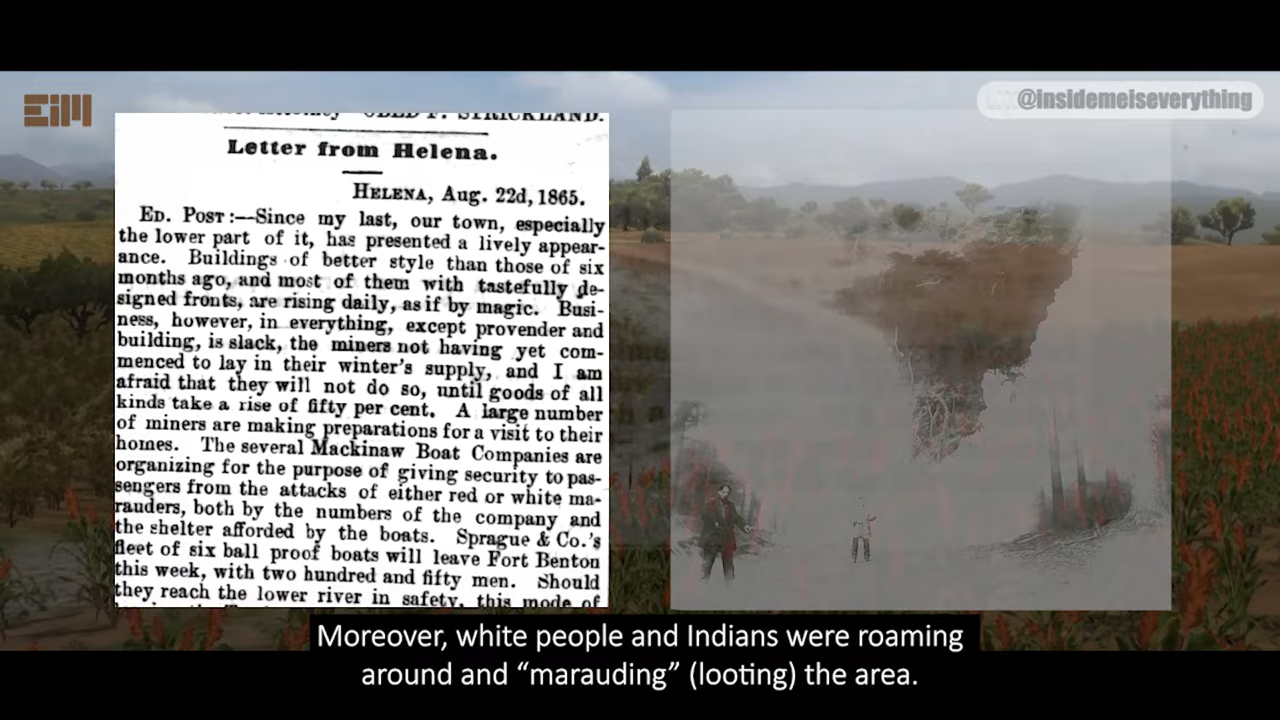 EiM
@insidemeiseverything
OBED F. STRICKLAND.
Letter from Helena.
HELENA, Aug. 22d, 1865.
ED. POST:—Since my last, our town, especially
the lower part of it, has presented a lively appear-
ance. Buildings of better style than those of six
months ago, and most of them with tastefully de-
signed fronts, are rising daily, as if by magic. Busi-
ness, however, in everything, except provender and
building, is slack, the miners not having yet com-
menced to lay in their winter's supply, and I am
afraid that they will not do so, until goods of all
kinds take a rise of fifty per cent. A large number
of miners are making preparations for a visit to their
homes. The several Mackinaw Boat Companies are
organizing for the purpose of giving security to pas-
sengers from the attacks of either red or white ma-
rauders, both by the numbers of the company and
the shelter afforded by the boats. Sprague & Co.'s
fleet of six ball proof boats will leave Fort Benton
this week, with two hundred and fifty men. Should
they reach the lower river in safety, this mode of
Moreover, white people and Indians were roaming
around and “marauding” (looting) the area.